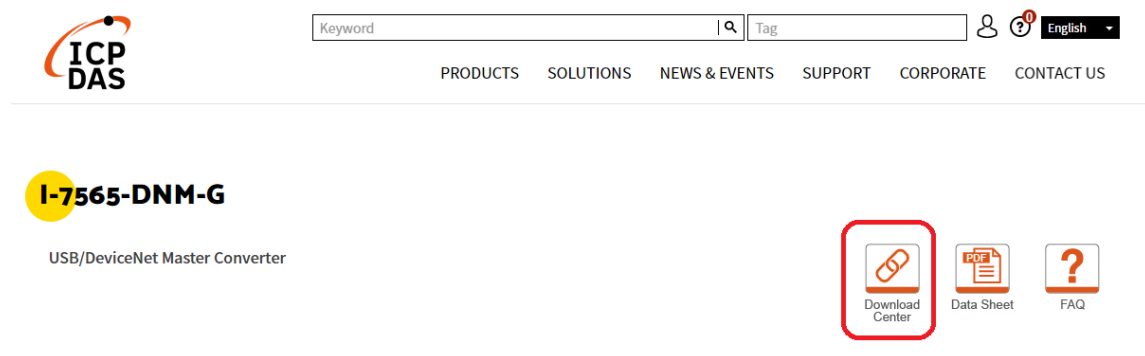 ICP
DAS
Keyword
Tag
0
English
PRODUCTS SOLUTIONS NEWS & EVENTS SUPPORT CORPORATE CONTACT US
I-7565-DNM-G
USB/DeviceNet Master Converter
PDF
Download
Center
Data Sheet
FAQ